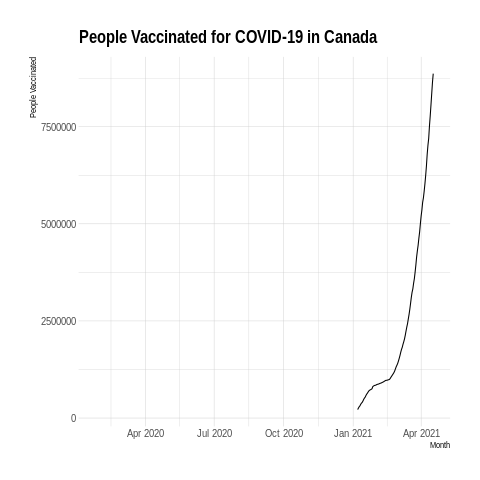 People Vaccinated for COVID-19 in Canada
People Vaccinated
7500000
5000000
2500000
0
Apr 2020 Jul 2020 Oct 2020 Jan 2021 Apr 2021
Month